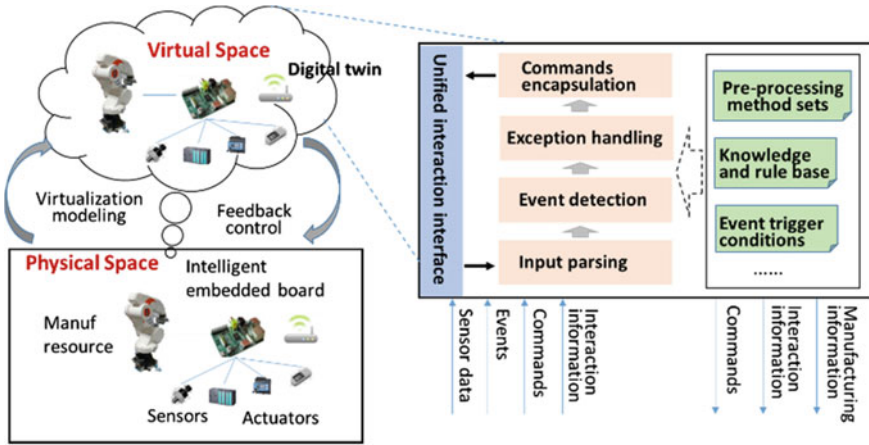 Virtual Space
Digital twin
Virtualization
modeling
Feedback
control
Physical Space
Intelligent
embedded board
Manuf
resource
Sensors
Actuators
Unified interaction interface
Commands
encapsulation
Exception handling
Event detection
Input parsing
Pre-processing
method sets
Knowledge
and rule base
Event trigger
conditions
......
Sensor data
Events
Commands
Interaction
information
Commands
Interaction
information
Manufacturing
information